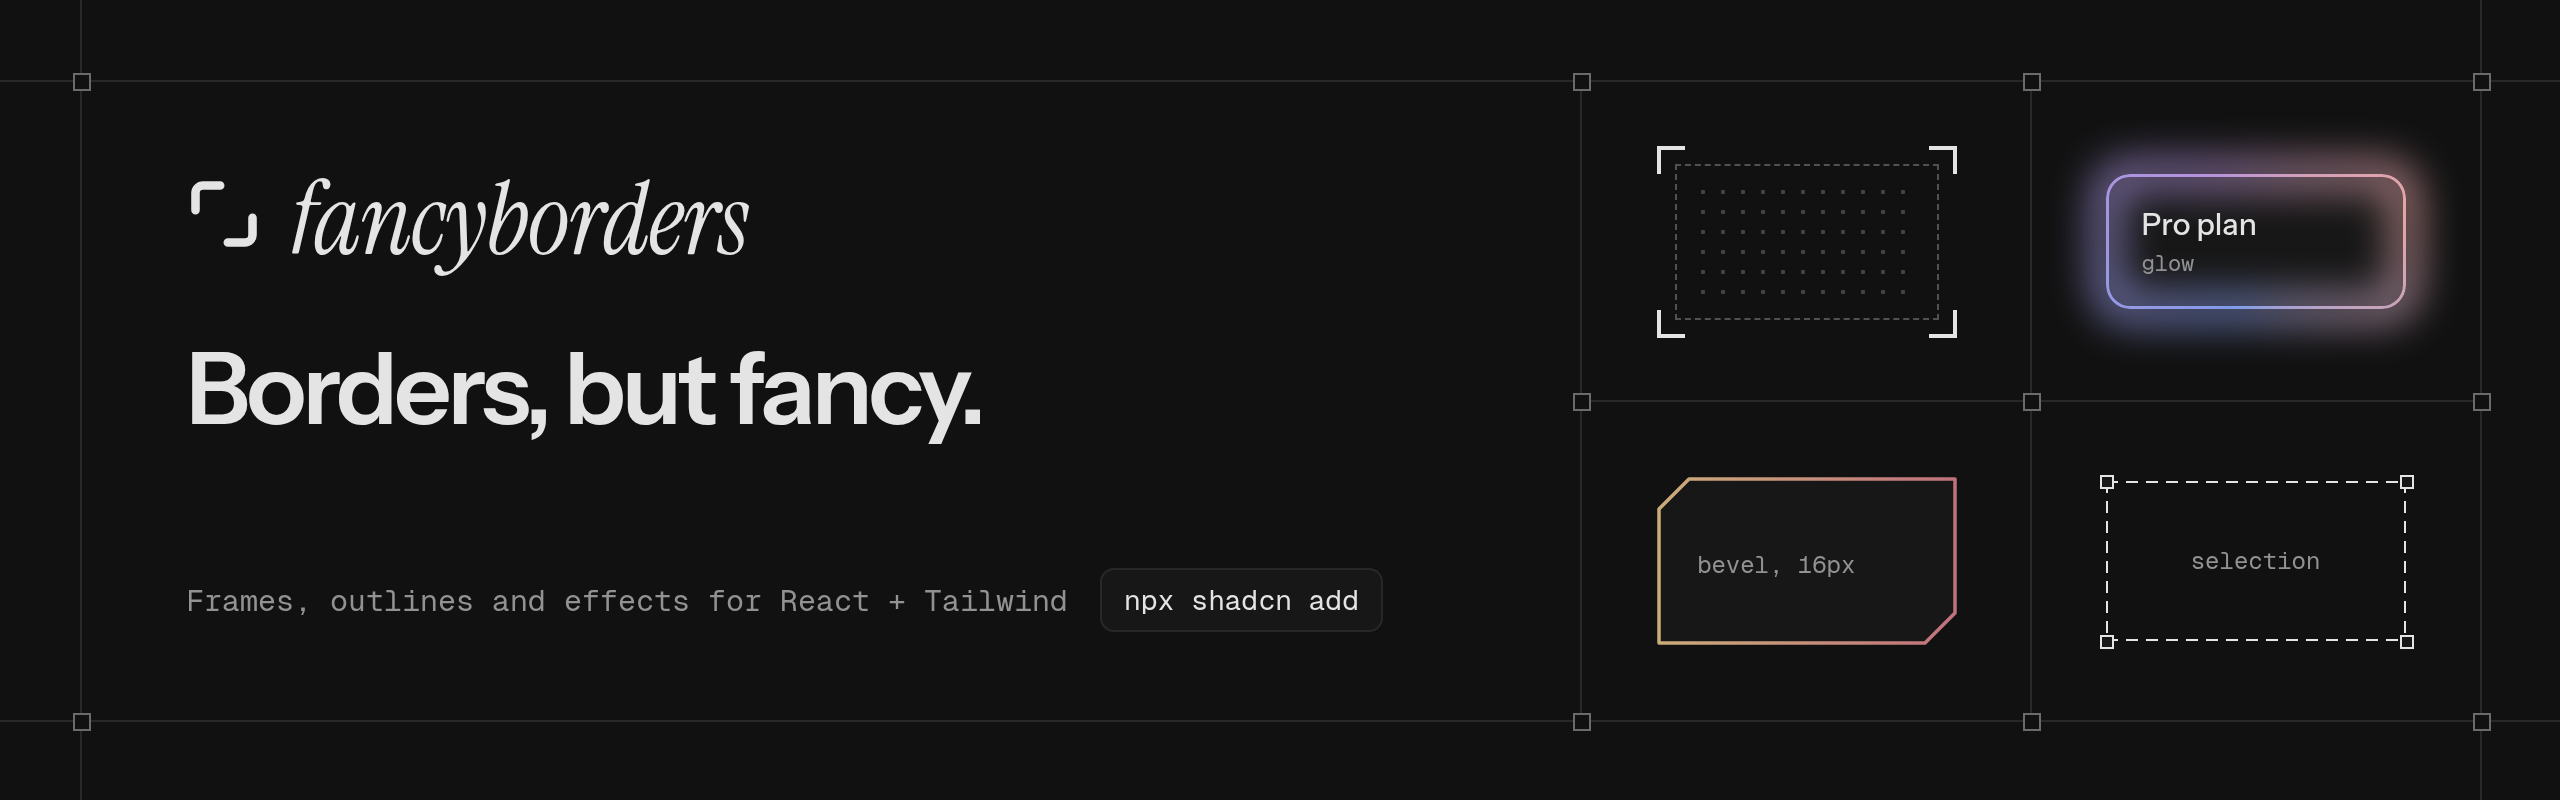 fancyborders
Borders, but fancy.
Frames, outlines and effects for React + Tailwind
npx shadcn add
Pro plan
glow
bevel, 16px
selection